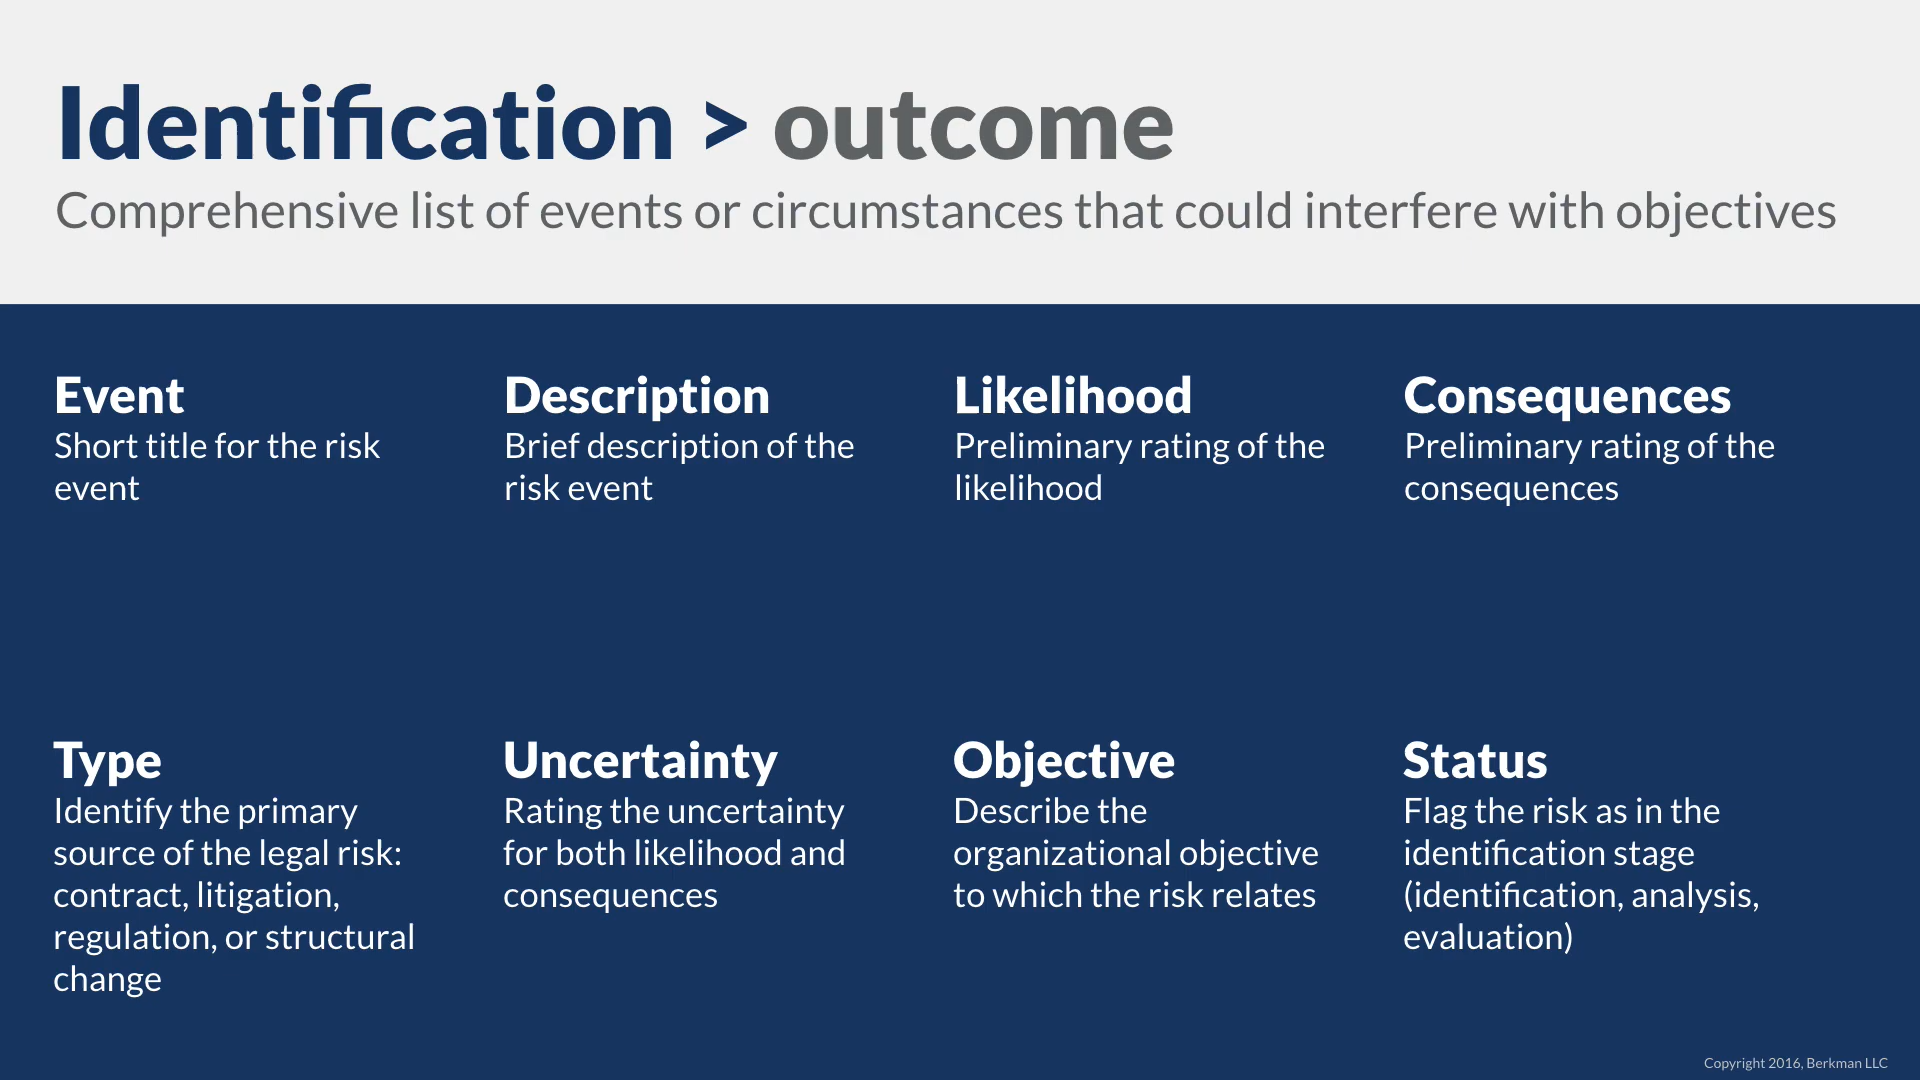 Identification > outcome
Comprehensive list of events or circumstances that could interfere with objectives
Event
Short title for the risk
event
Description
Brief description of the
risk event
Likelihood
Preliminary rating of the
likelihood
Consequences
Preliminary rating of the
consequences
Type
Identify the primary
source of the legal risk:
contract, litigation,
regulation, or structural
change
Uncertainty
Rating the uncertainty
for both likelihood and
consequences
Objective
Describe the
organizational objective
to which the risk relates
Status
Flag the risk as in the
identification stage
(identification, analysis,
evaluation)
Copyright 2016, Berkman LLC